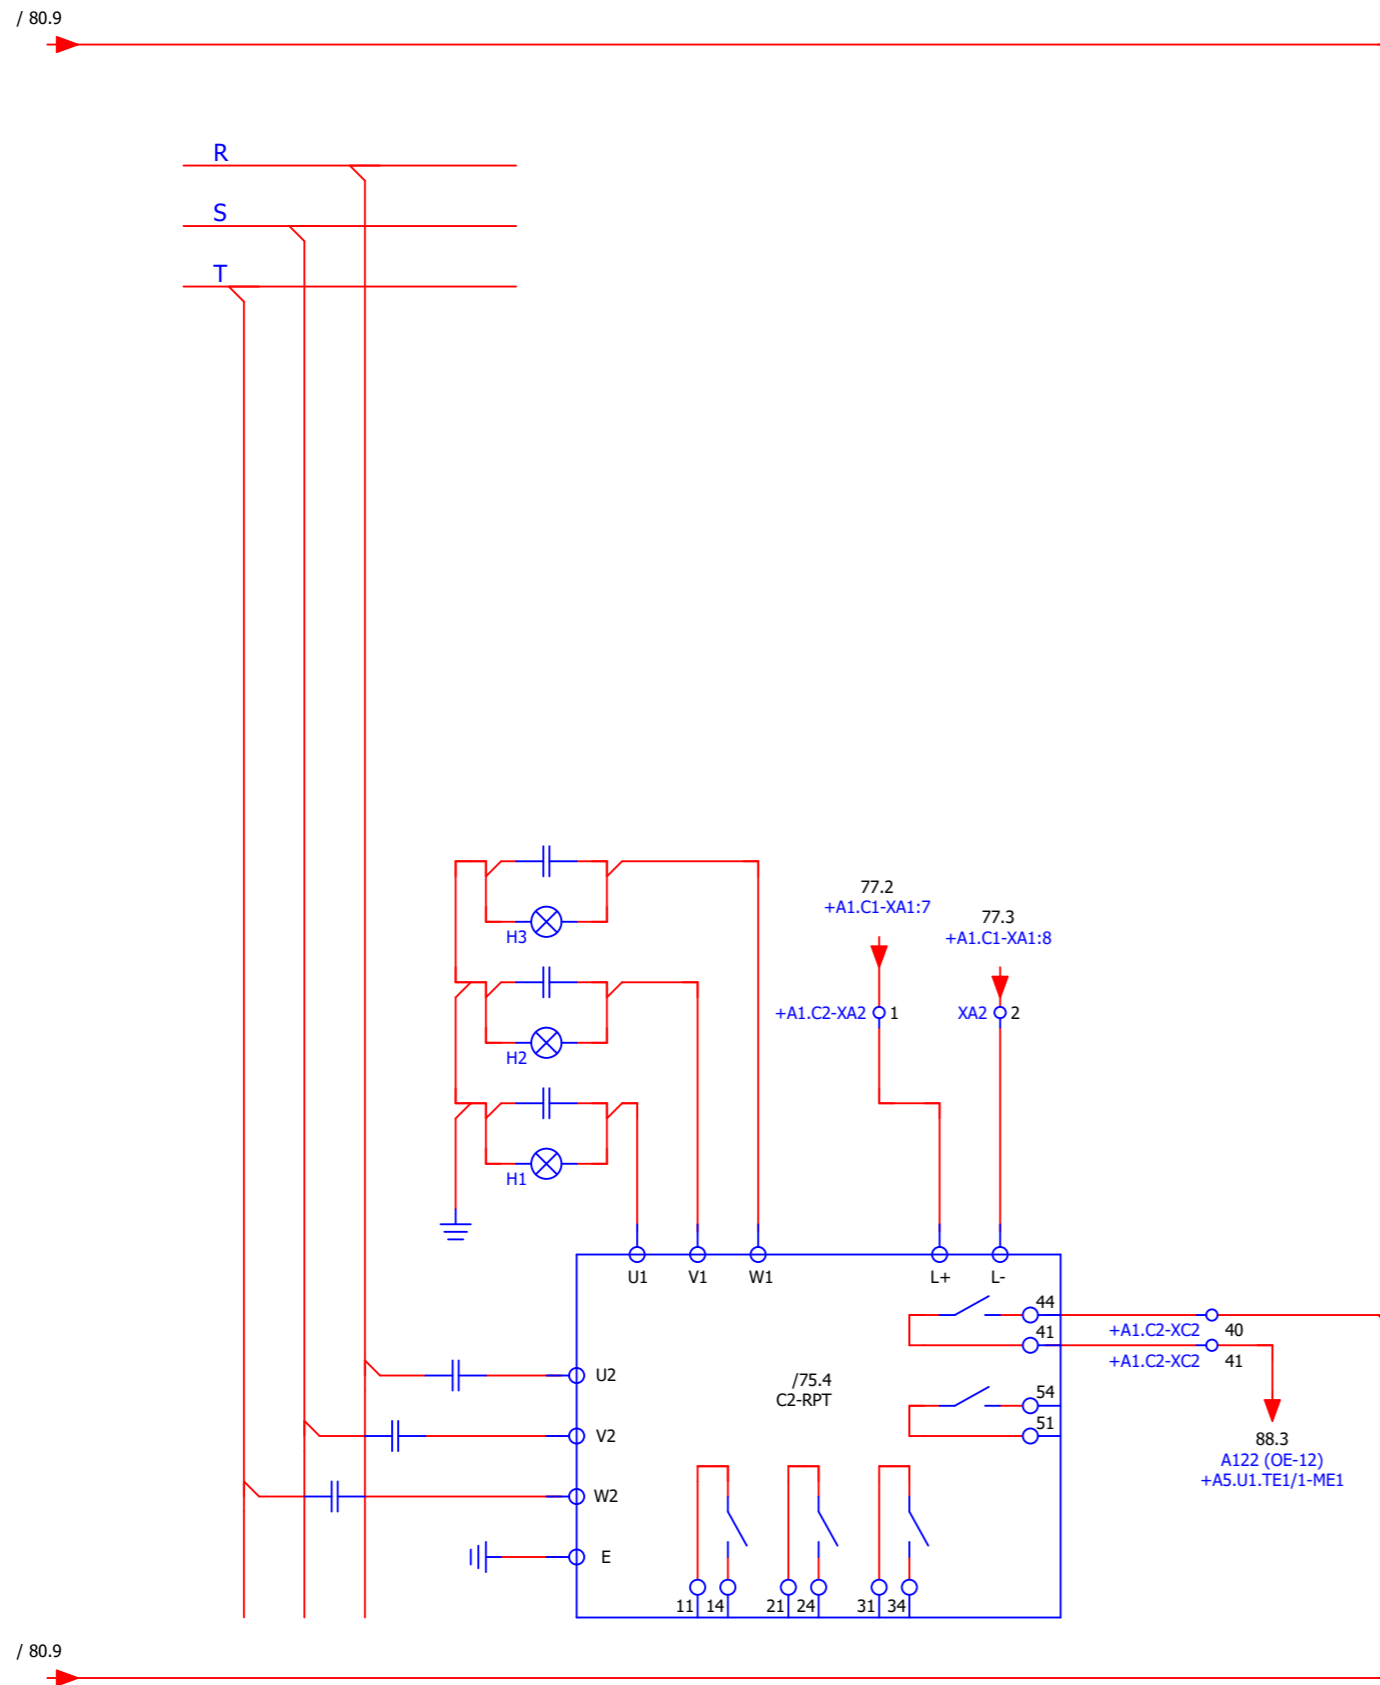 / 80.9
R
S
T
77.2
+A1.C1-XA1:7
77.3
+A1.C1-XA1:8
H3
+A1.C2-XA2 1
XA2 2
H2
H1
U1 V1 W1 L+ L-
44
+A1.C2-XC2 40
41
+A1.C2-XC2 41
U2
/75.4
C2-RPT
54
51
V2
88.3
A122 (OE-12)
+A5.U1.TE1/1-ME1
W2
E
11 14 21 24 31 34
/ 80.9